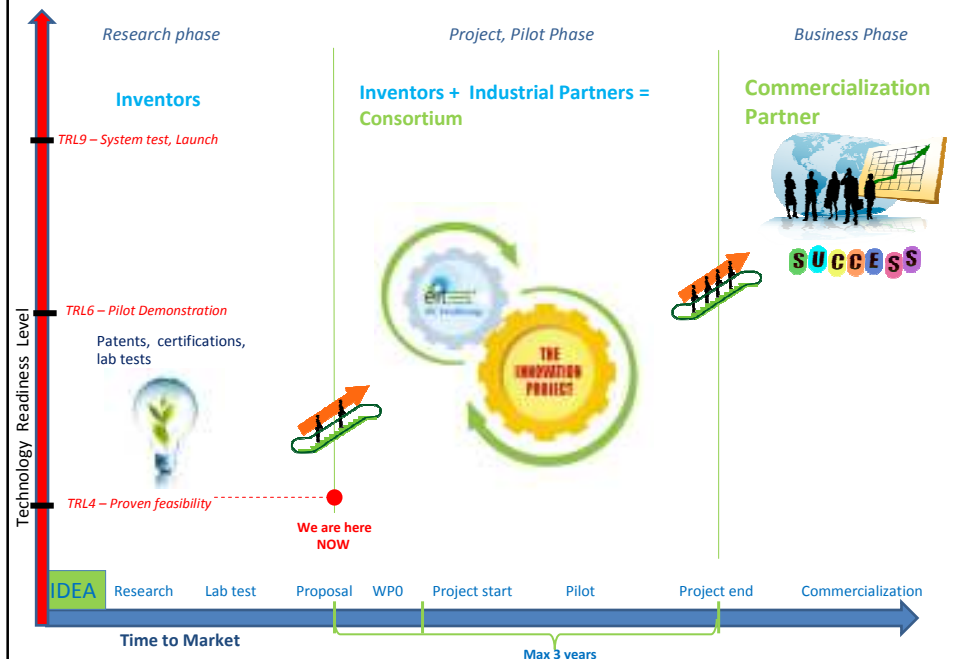 Research phase
Project, Pilot Phase
Business Phase
Inventors
Inventors + Industrial Partners =
Consortium
Commercialization
Partner
TRL9 – System test, Launch
SUCCESS
TRL6 – Pilot Demonstration
Patents, certifications,
lab tests
eit
THE
INNOVATION
PROJECT
Technology Readiness Level
TRL4 – Proven feasibility
We are here
NOW
IDEA
Research
Lab test
Proposal
WP0
Project start
Pilot
Project end
Commercialization
Time to Market
Max 3 years